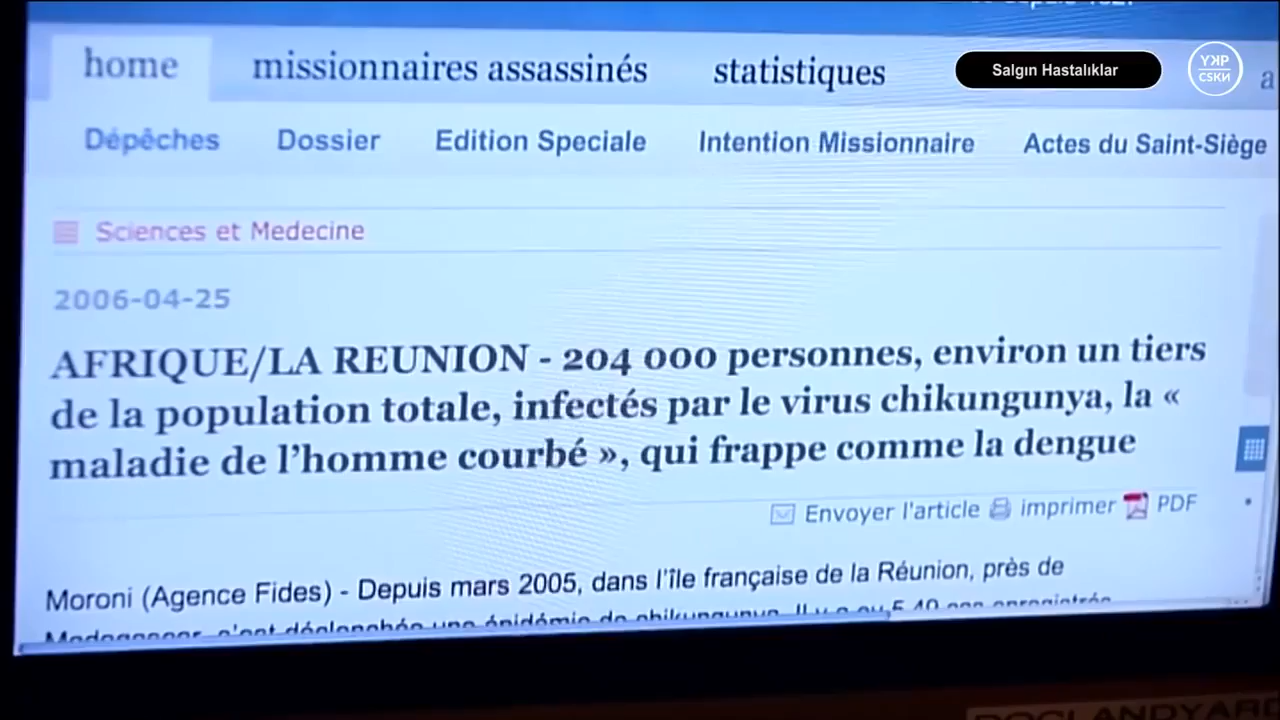 home missionnaires assassinés statistiques
Salgın Hastalıklar
УКР
СЯКИ
Dépêches Dossier Edition Speciale Intention Missionnaire Actes du Saint-Siège
Sciences et Medecine
2006-04-25
AFRIQUE/LA REUNION - 204 000 personnes, environ un tiers
de la population totale, infectés par le virus chikungunya, la «
maladie de l'homme courbé », qui frappe comme la dengue
Envoyer l'article imprimer PDF
Moroni (Agence Fides) - Depuis mars 2005, dans l'île française de la Réunion, près de